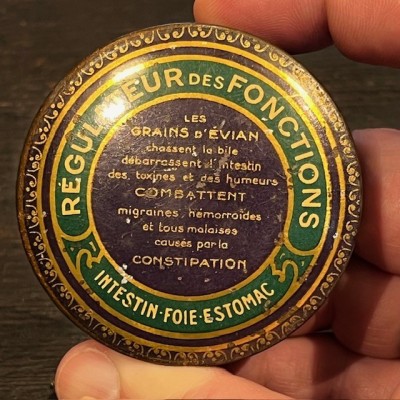 RÉGULATEUR DES FONCTIONS
LES
GRAINS D'ÉVIAN
chassent la bile
débarrassent l'intestin
des toxines et des humeurs
COMBATTENT
migraines, hémorroïdes
et tous malaises
causés par la
CONSTIPATION
INTESTIN·FOIE·ESTOMAC